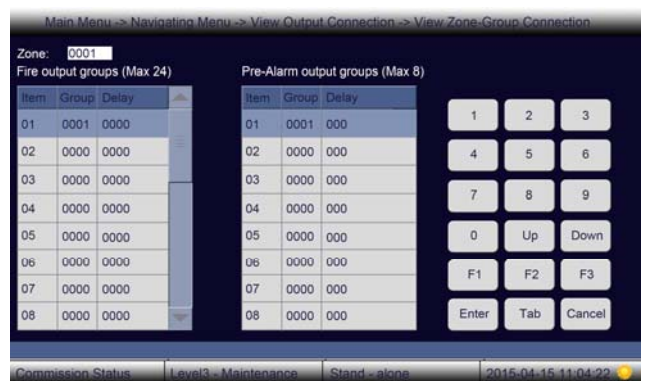 Main Menu -> Navigating Menu -> View Output Connection -> View Zone-Group Connection
Zone: 0001
Fire output groups (Max 24) Pre-Alarm output groups (Max 8)
Item Group Delay Item Group Delay
01 0001 0000 01 0001 000 1 2 3
02 0000 0000 02 0000 000 4 5 6
03 0000 0000 03 0000 000
04 0000 0000 04 0000 000 7 8 9
05 0000 0000 05 0000 000 0 Up Down
06 0000 0000 06 0000 000
07 0000 0000 07 0000 000 F1 F2 F3
08 0000 0000 08 0000 000 Enter Tab Cancel
Commission Status Level3 - Maintenance Stand - alone 2015-04-15 11:04:22